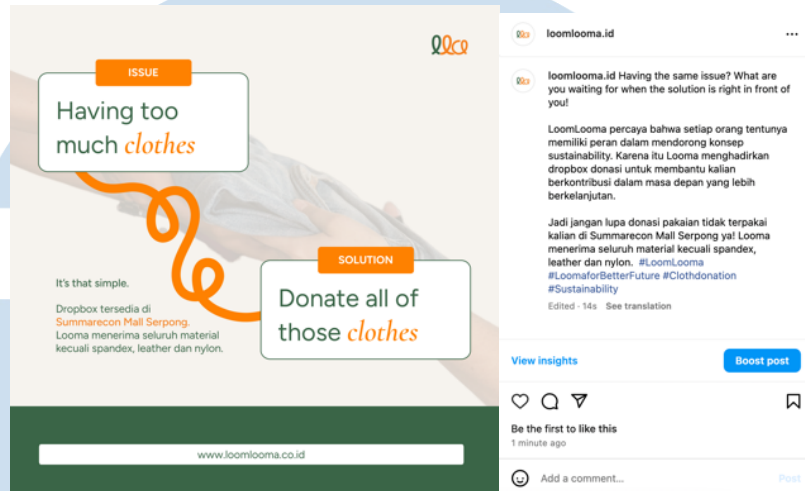 llce
ISSUE
Having too
much clothes
SOLUTION
Donate all of
those clothes
It's that simple.
Dropbox tersedia di
Summarecon Mall Serpong.
Looma menerima seluruh material
kecuali spandex, leather dan nylon.
www.loomlooma.co.id
loomlooma.id
loomlooma.id Having the same issue? What are
you waiting for when the solution is right in front of
you!
LoomLooma percaya bahwa setiap orang tentunya
memiliki peran dalam mendorong konsep
sustainability. Karena itu Looma menghadirkan
dropbox donasi untuk membantu kalian
berkontribusi dalam masa depan yang lebih
berkelanjutan.
Jadi jangan lupa donasi pakaian tidak terpakai
kalian di Summarecon Mall Serpong ya! Looma
menerima seluruh material kecuali spandex,
leather dan nylon. #LoomLooma
#LoomaforBetterFuture #Clothdonation
#Sustainability
Edited · 14s See translation
View insights
Boost post
Be the first to like this
1 minute ago
Add a comment...
Post